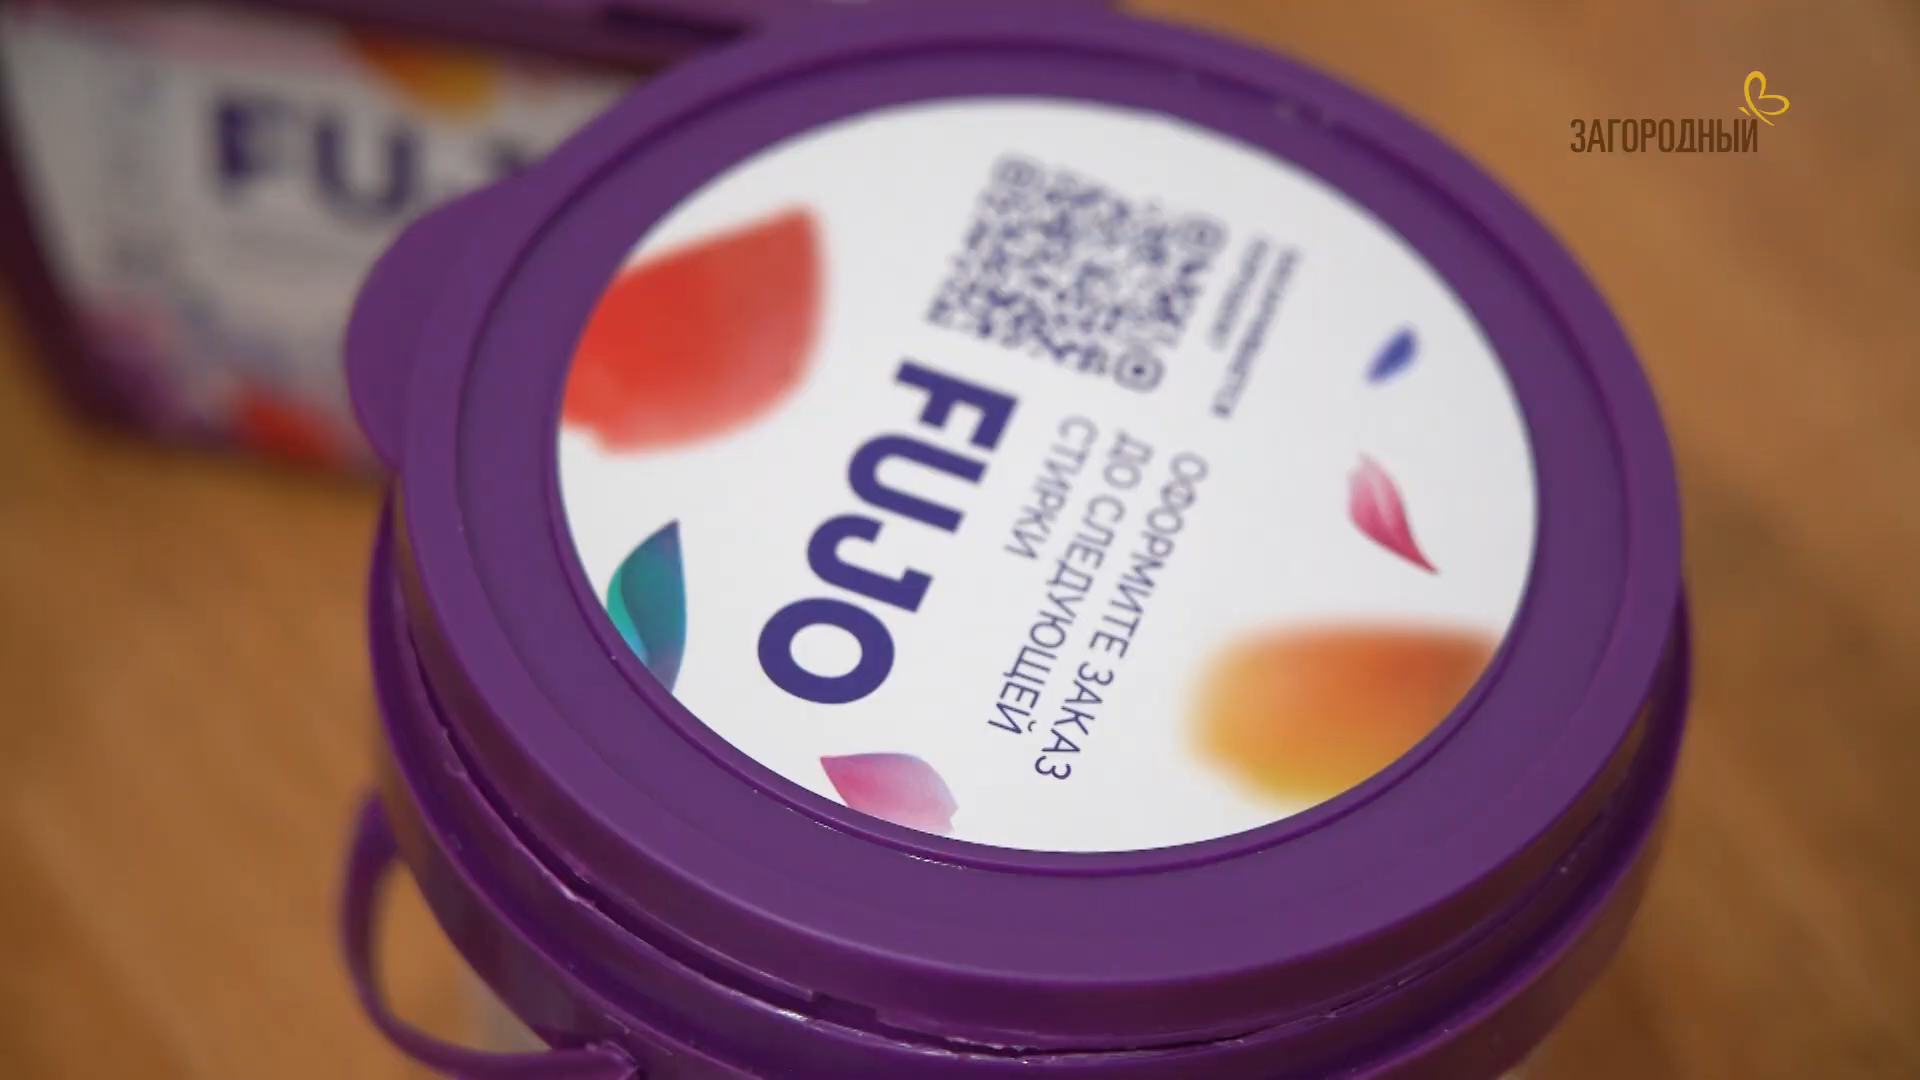 ЗАГОРОДНЫЙ
FUJO
ОФОРМИТЕ ЗАКАЗ
ДО СЛЕДУЮЩЕЙ
СТИРКИ